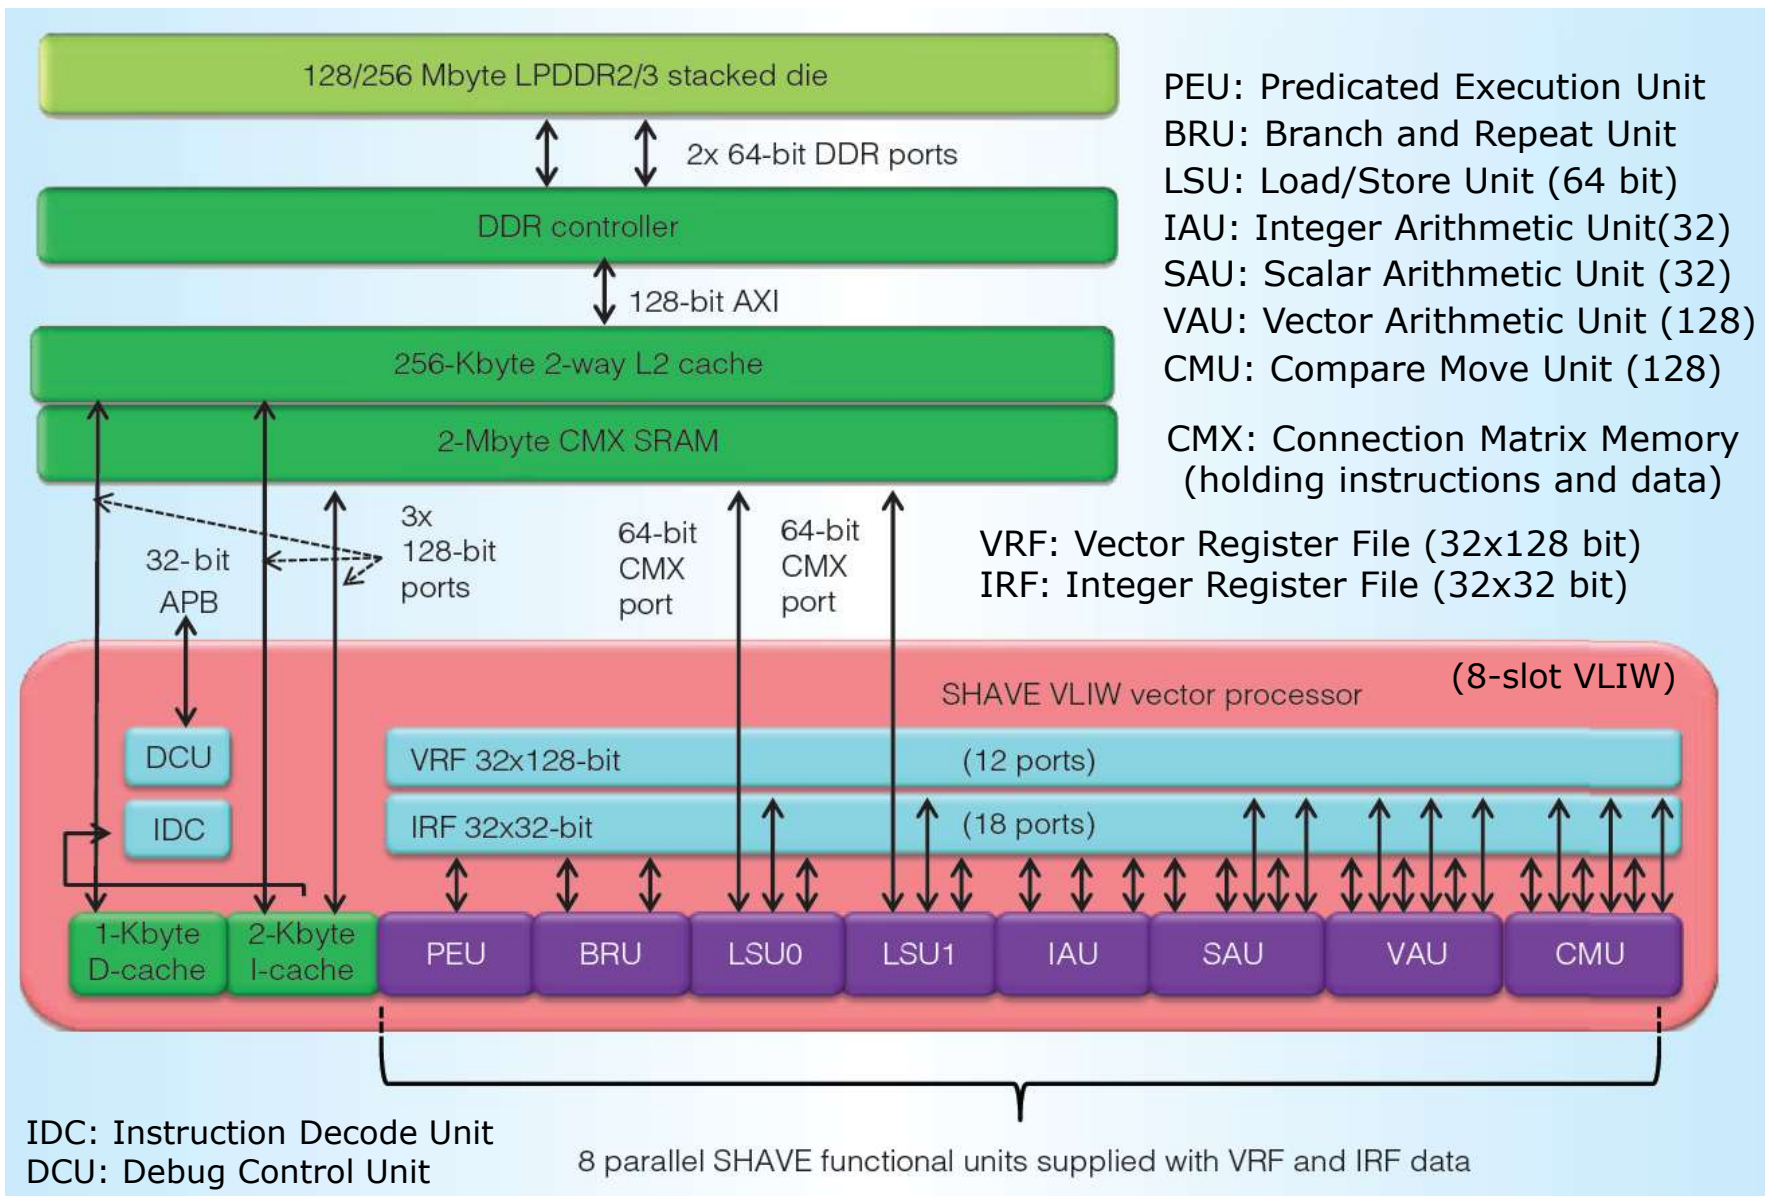 128/256 Mbyte LPDDR2/3 stacked die
2x 64-bit DDR ports
DDR controller
128-bit AXI
256-Kbyte 2-way L2 cache
2-Mbyte CMX SRAM
PEU: Predicated Execution Unit
BRU: Branch and Repeat Unit
LSU: Load/Store Unit (64 bit)
IAU: Integer Arithmetic Unit(32)
SAU: Scalar Arithmetic Unit (32)
VAU: Vector Arithmetic Unit (128)
CMU: Compare Move Unit (128)
CMX: Connection Matrix Memory
(holding instructions and data)
VRF: Vector Register File (32x128 bit)
IRF: Integer Register File (32x32 bit)
32-bit
APB
3x
128-bit
ports
64-bit
CMX
port
64-bit
CMX
port
(8-slot VLIW)
SHAVE VLIW vector processor
DCU
VRF 32x128-bit
(12 ports)
IDC
IRF 32x32-bit
(18 ports)
1-Kbyte
D-cache
2-Kbyte
I-cache
PEU
BRU
LSU0
LSU1
IAU
SAU
VAU
CMU
IDC: Instruction Decode Unit
DCU: Debug Control Unit
8 parallel SHAVE functional units supplied with VRF and IRF data